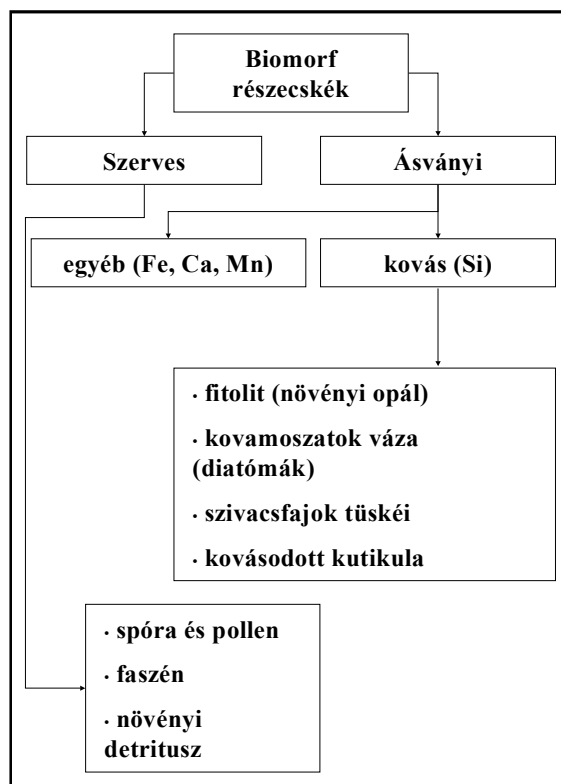 Biomorf
részecskék
Szerves
Ásványi
egyéb (Fe, Ca, Mn)
kovás (Si)
· fitolit (növényi opál)
· kovamoszatok váza
(diatómák)
· szivacsfajok tüskéi
· kovásodott kutikula
· spóra és pollen
· faszén
· növényi
detritusz